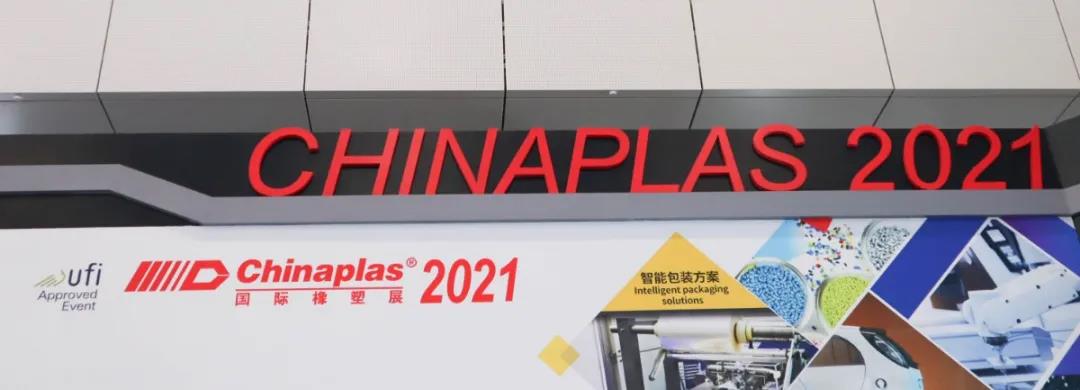 CHINAPLAS 2021
ufi
Approved
Event
Chinaplas® 2021
国际橡塑展
智能包装方案
Intelligent packaging
solutions